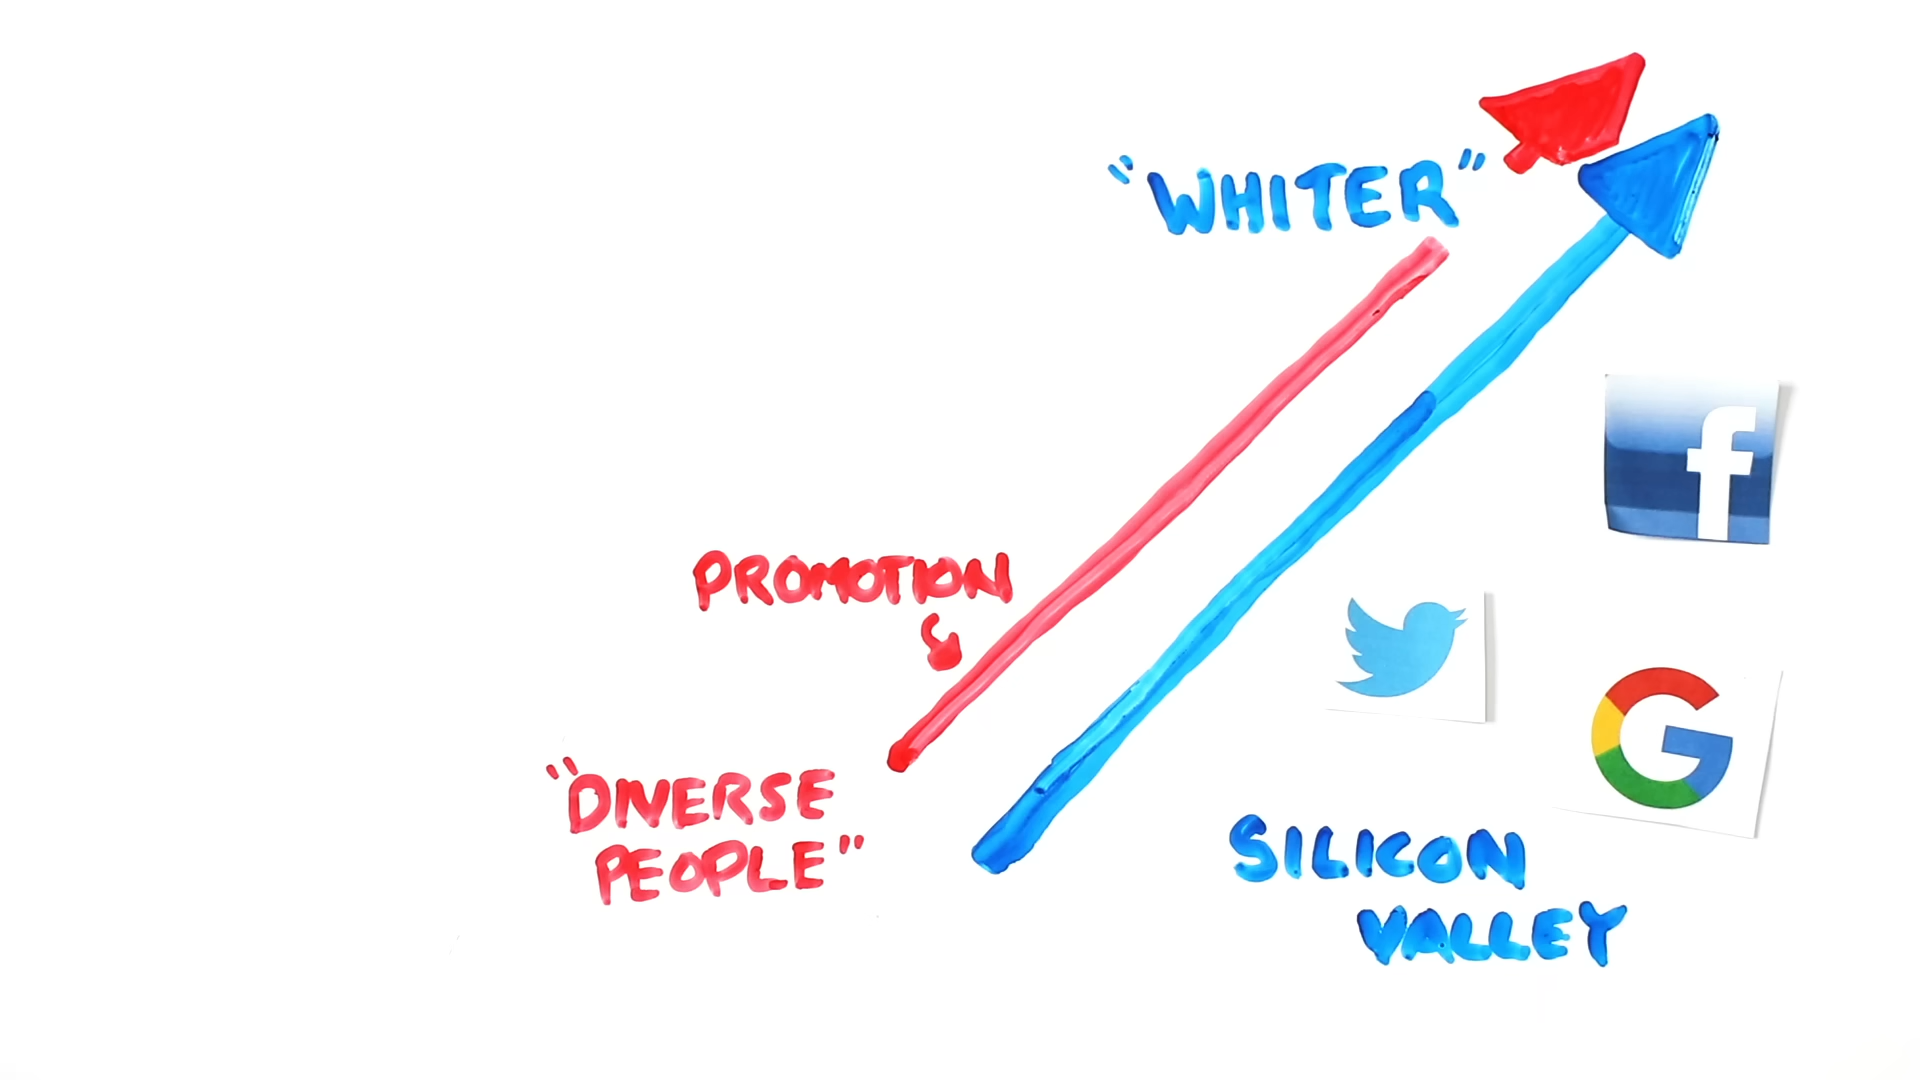 "WHITER"
PROMOTION
"DIVERSE
PEOPLE"
SILICON
VALLEY